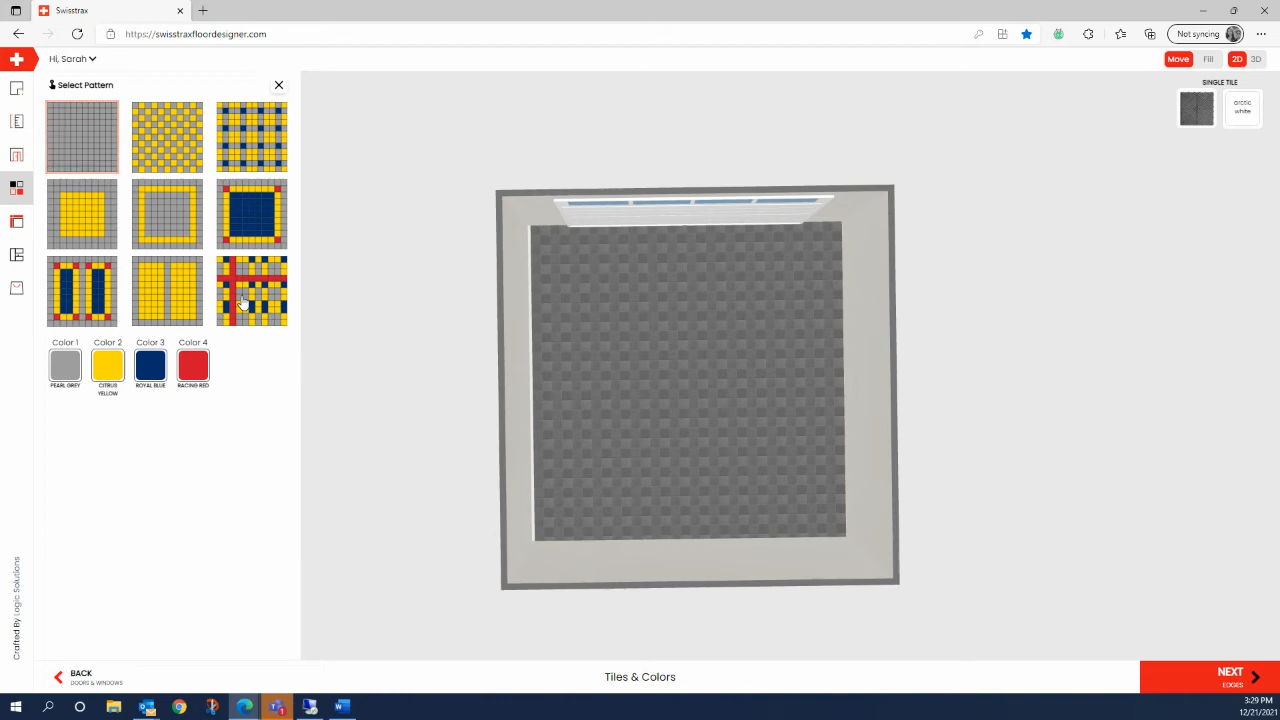 Swisstrax
https://swisstraxfloordesigner.com
Not syncing
Hi, Sarah
Move
Fill
2D
3D
Select Pattern
SINGLE TILE
arctic
white
Color 1
Color 2
Color 3
Color 4
PEARL GREY
CITRUS
YELLOW
ROYAL BLUE
RACING RED
Crafted By Logic Solutions
BACK
DOORS & WINDOWS
Tiles & Colors
NEXT
EDGES
3:29 PM
12/21/2021